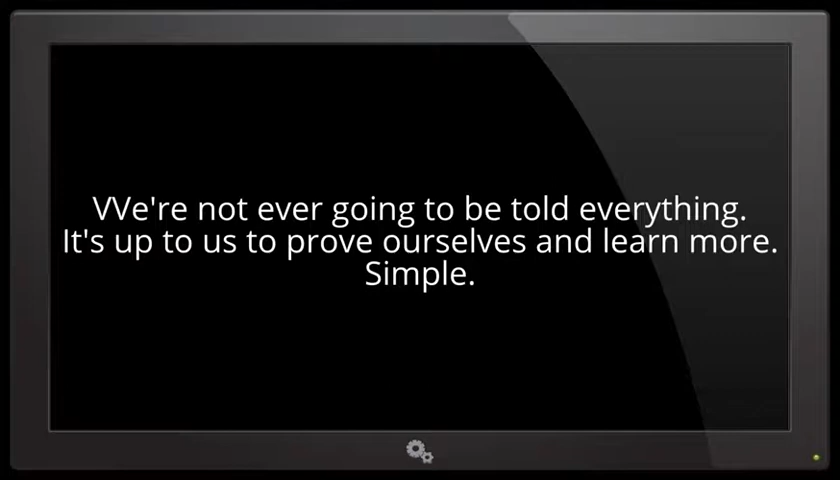 VVe're not ever going to be told everything.
It's up to us to prove ourselves and learn more.
Simple.